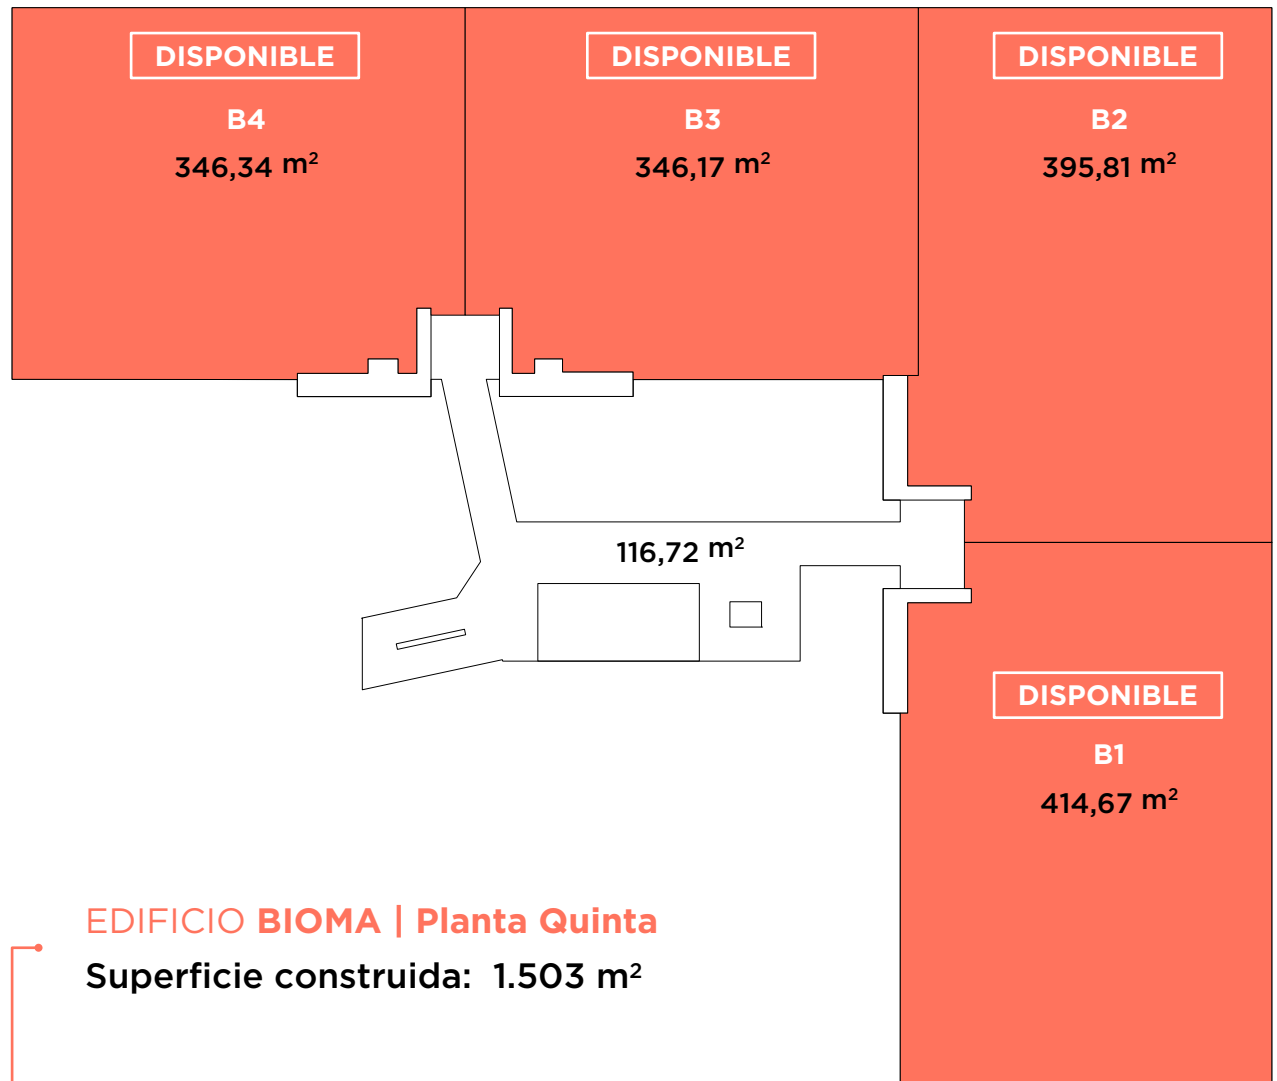 DISPONIBLE
B4
346,34 m²
DISPONIBLE
B3
346,17 m²
DISPONIBLE
B2
395,81 m²
116,72 m²
DISPONIBLE
B1
414,67 m²
EDIFICIO BIOMA | Planta Quinta
Superficie construida: 1.503 m²